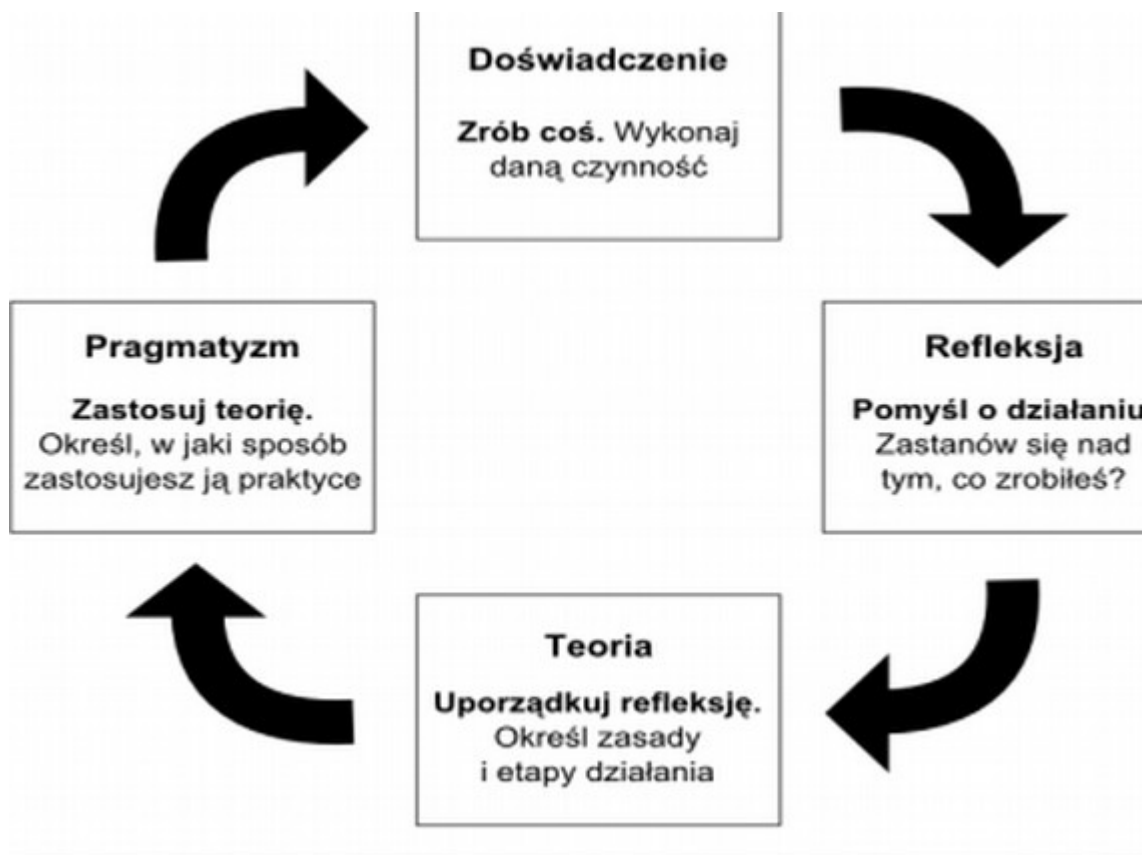 Doświadczenie
Zrób coś. Wykonaj
daną czynność
Pragmatyzm
Zastosuj teorię.
Określ, w jaki sposób
zastosujesz ją praktyce
Refleksja
Pomyśl o działaniu
Zastanów się nad
tym, co zrobiłeś?
Teoria
Uporządkuj refleksję.
Określ zasady
i etapy działania